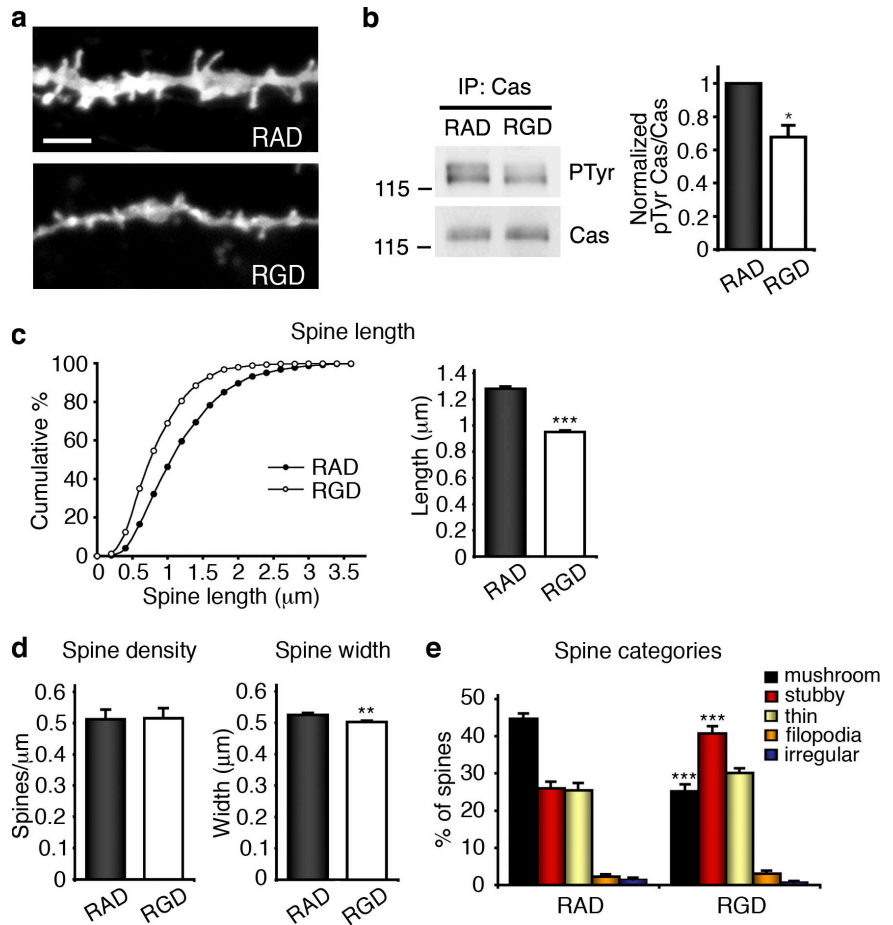 a
RAD
RGD
b
IP: Cas
RAD RGD
115
PTyr
115
Cas
Normalized
pTyr Cas/Cas
1
0.8
0.6
0.4
0.2
0
*
RAD
RGD
c
Spine length
Cumulative %
100
80
60
40
20
0
RAD
RGD
0 0.5 1 1.5 2 2.5 3 3.5
Spine length (μm)
Length (μm)
1.4
1.2
1
0.8
0.6
0.4
0.2
0
***
RAD
RGD
d
Spine density
Spines/μm
0.6
0.5
0.4
0.3
0.2
0.1
0
RAD
RGD
Spine width
Width (μm)
0.6
0.5
0.4
0.3
0.2
0.1
0
**
RAD
RGD
e
Spine categories
mushroom
stubby
thin
filopodia
irregular
% of spines
50
40
30
20
10
0
***
***
RAD
RGD